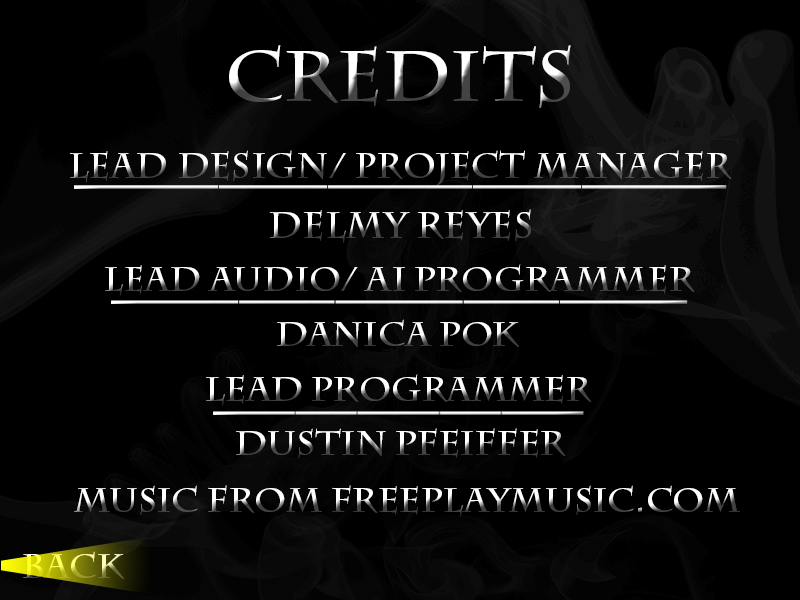 CREDITS
LEAD DESIGN/ PROJECT MANAGER
DELMY REYES
LEAD AUDIO/ AI PROGRAMMER
DANICA POK
LEAD PROGRAMMER
DUSTIN PFEIFFER
MUSIC FROM FREEPLAYMUSIC.COM
BACK